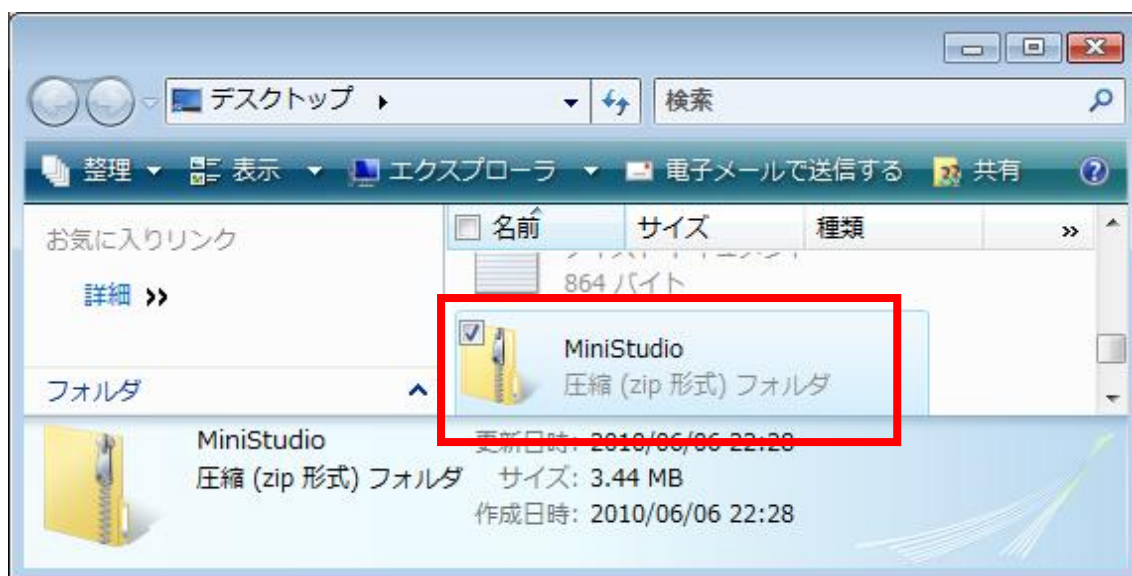 デスクトップ
検索
整理 表示 エクスプローラ 電子メールで送信する 共有
お気に入りリンク
詳細
フォルダ
名前 サイズ 種類
864 バイト
MiniStudio
圧縮 (zip 形式) フォルダ
MiniStudio
圧縮 (zip 形式) フォルダ
更新日時: 2010/06/06 22:28
サイズ: 3.44 MB
作成日時: 2010/06/06 22:28